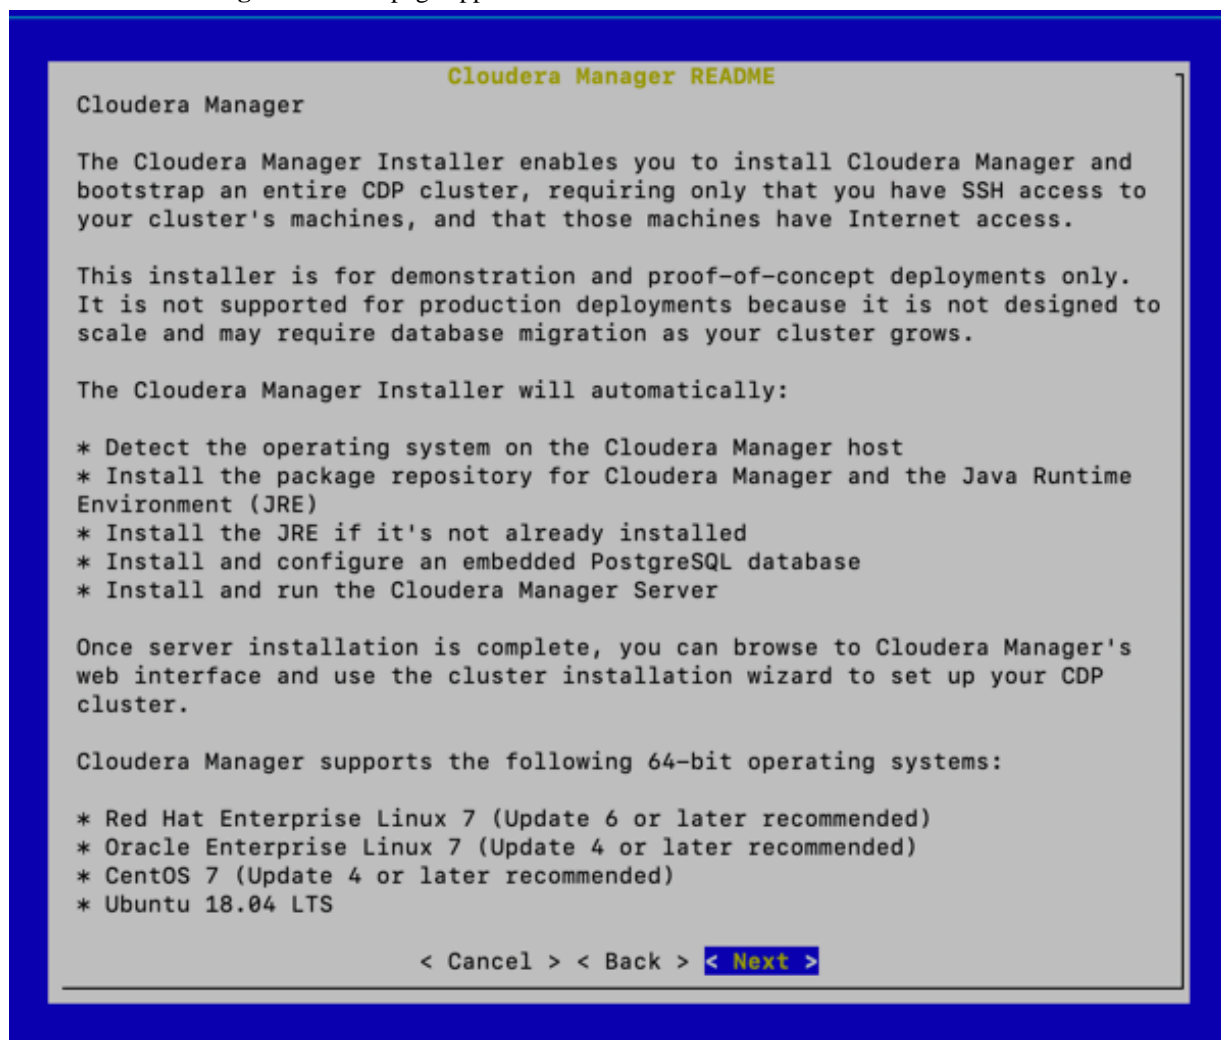 Cloudera Manager README
Cloudera Manager
The Cloudera Manager Installer enables you to install Cloudera Manager and
bootstrap an entire CDP cluster, requiring only that you have SSH access to
your cluster's machines, and that those machines have Internet access.
This installer is for demonstration and proof-of-concept deployments only.
It is not supported for production deployments because it is not designed to
scale and may require database migration as your cluster grows.
The Cloudera Manager Installer will automatically:
* Detect the operating system on the Cloudera Manager host
* Install the package repository for Cloudera Manager and the Java Runtime
Environment (JRE)
* Install the JRE if it's not already installed
* Install and configure an embedded PostgreSQL database
* Install and run the Cloudera Manager Server
Once server installation is complete, you can browse to Cloudera Manager's
web interface and use the cluster installation wizard to set up your CDP
cluster.
Cloudera Manager supports the following 64-bit operating systems:
* Red Hat Enterprise Linux 7 (Update 6 or later recommended)
* Oracle Enterprise Linux 7 (Update 4 or later recommended)
* CentOS 7 (Update 4 or later recommended)
* Ubuntu 18.04 LTS
< Cancel > < Back > < Next >